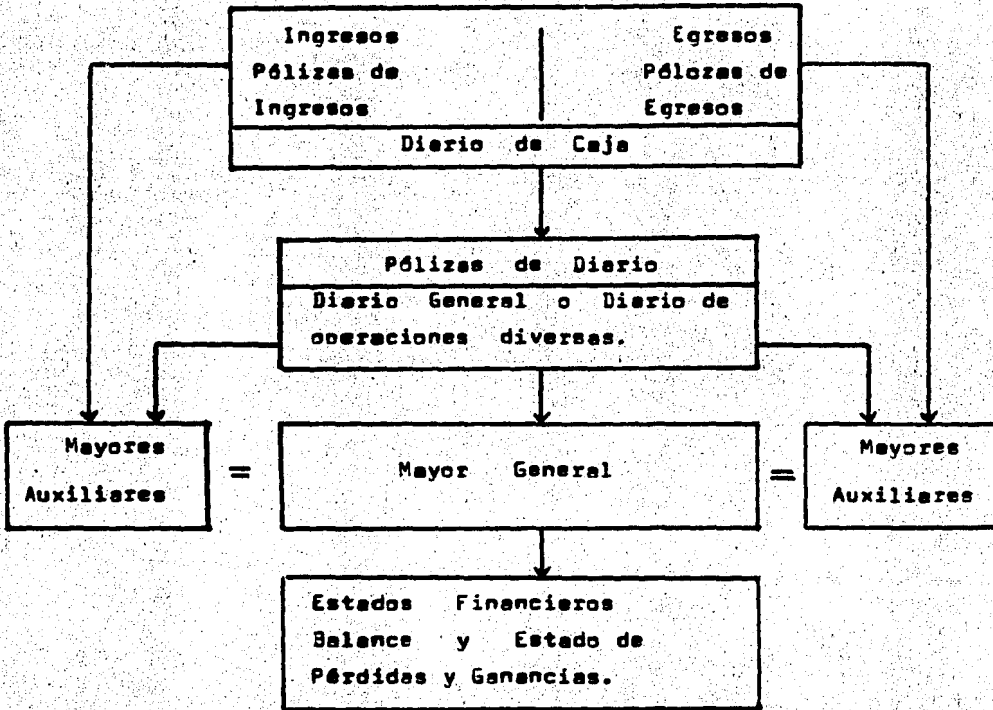 Ingresos Egresos
Pólizas de Pólozas de
Ingresos Egresos
Diario de Caja
Pólizas de Diario
Diario General o Diario de
operaciones diversas.
Mayores
Auxiliares
=
Mayor General
=
Mayores
Auxiliares
Estados Financieros
Balance y Estado de
Pérdidas y Ganancias.